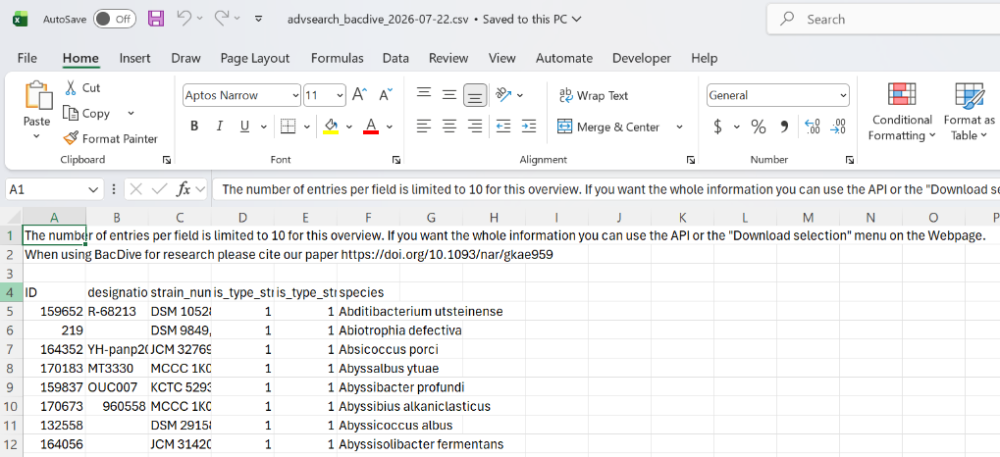 AutoSave Off advsearch_bacdive_2026-07-22.csv • Saved to this PC Search
File Home Insert Draw Page Layout Formulas Data Review View Automate Developer Help
Paste
Cut
Copy
Format Painter
Clipboard
Aptos Narrow 11
B I U A
Font
Wrap Text
Merge & Center
Alignment
General
$ % 9
Number
Conditional Formatting
Format as Table
A1 fx The number of entries per field is limited to 10 for this overview. If you want the whole information you can use the API or the "Download se
A B C D E F G H I J K L M N O P
1 The number of entries per field is limited to 10 for this overview. If you want the whole information you can use the API or the "Download selection" menu on the Webpage.
2 When using BacDive for research please cite our paper https://doi.org/10.1093/nar/gkae959
3
4 ID designatio strain_num is_type_str is_type_str species
5 159652 R-68213 DSM 10528 1 1 Abditibacterium utsteinense
6 219 DSM 9849, 1 1 Abiotrophia defectiva
7 164352 YH-panp20 JCM 32769 1 1 Absicoccus porci
8 170183 MT3330 MCCC 1K0 1 1 Abyssalbus ytuae
9 159837 OUC007 KCTC 5293 1 1 Abyssibacter profundi
10 170673 960558 MCCC 1K0 1 1 Abyssibius alkaniclasticus
11 132558 DSM 29158 1 1 Abyssicoccus albus
12 164056 JCM 31420 1 1 Abyssisolibacter fermentans